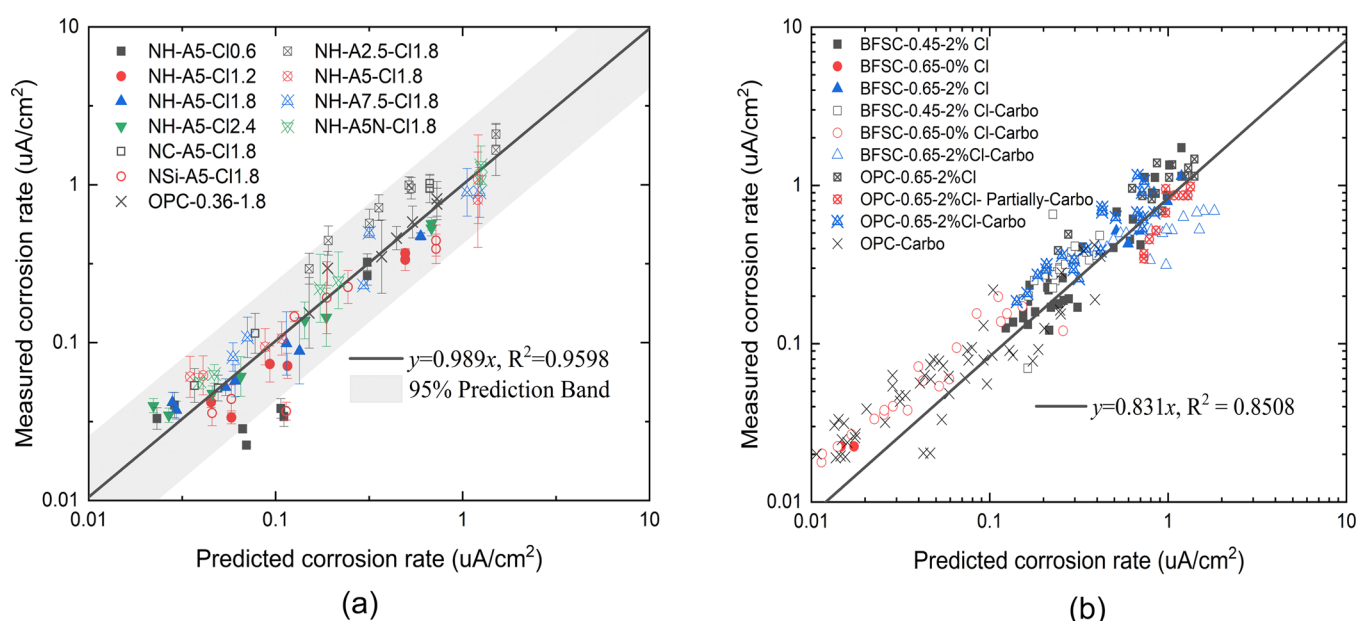 10
1
0.1
0.01
Measured corrosion rate (uA/cm²)
NH-A5-Cl0.6
NH-A5-Cl1.2
NH-A5-Cl1.8
NH-A5-Cl2.4
NC-A5-Cl1.8
NSi-A5-Cl1.8
OPC-0.36-1.8
NH-A2.5-Cl1.8
NH-A5-Cl1.8
NH-A7.5-Cl1.8
NH-A5N-Cl1.8
y=0.989x, R²=0.9598
95% Prediction Band
0.01 0.1 1 10
Predicted corrosion rate (uA/cm²)
(a)
10
1
0.1
0.01
Measured corrosion rate (uA/cm²)
BFSC-0.45-2% Cl
BFSC-0.65-0% Cl
BFSC-0.65-2% Cl
BFSC-0.45-2% Cl-Carbo
BFSC-0.65-0% Cl-Carbo
BFSC-0.65-2%Cl-Carbo
OPC-0.65-2%Cl
OPC-0.65-2%Cl- Partially-Carbo
OPC-0.65-2%Cl-Carbo
OPC-Carbo
y=0.831x, R² = 0.8508
0.01 0.1 1 10
Predicted corrosion rate (uA/cm²)
(b)